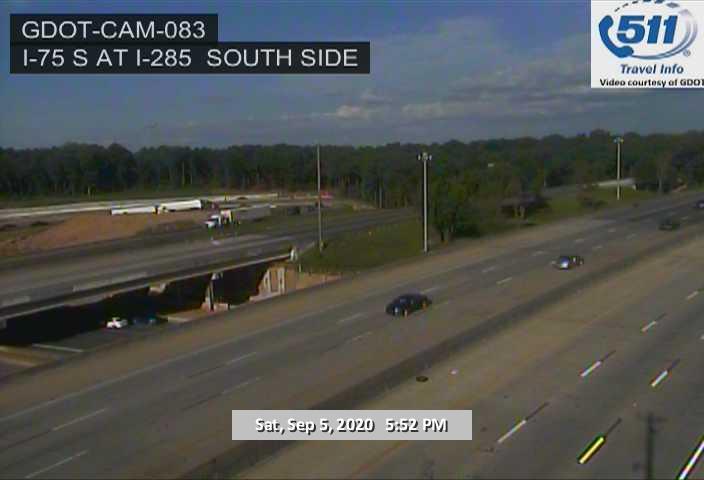 GDOT-CAM-083
I-75 S AT I-285  SOUTH SIDE
511
Travel Info
Video courtesy of GDOT
Sat, Sep 5, 2020   5:52 PM